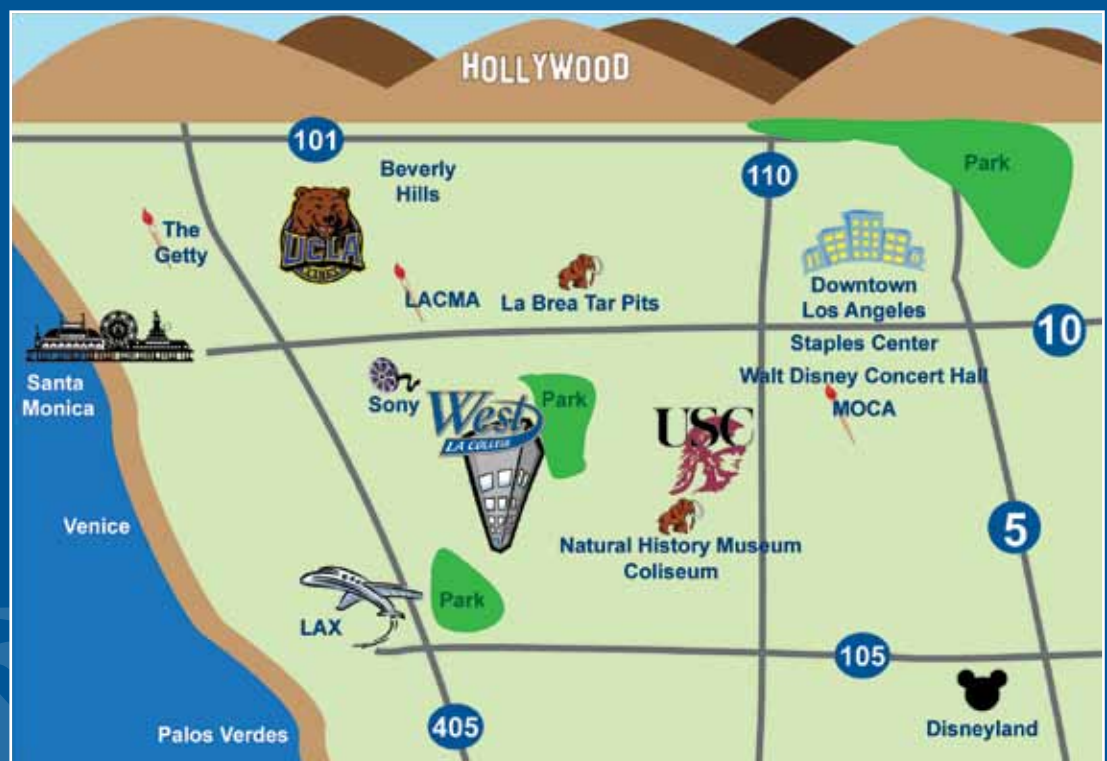 HOLLYWOOD
101
Beverly
Hills
110
Park
The
Getty
UCLA
LACMA
La Brea Tar Pits
Downtown
Los Angeles
10
Staples Center
Santa
Monica
Sony
West
LA COLLEGE
Park
Walt Disney Concert Hall
MOCA
USC
Venice
5
Natural History Museum
Coliseum
LAX
Park
105
405
Palos Verdes
Disneyland